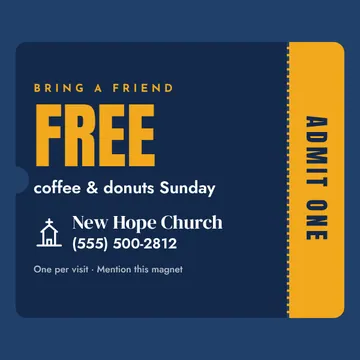 BRING A FRIEND
FREE
coffee & donuts Sunday
New Hope Church
(555) 500-2812
One per visit · Mention this magnet
ADMIT ONE